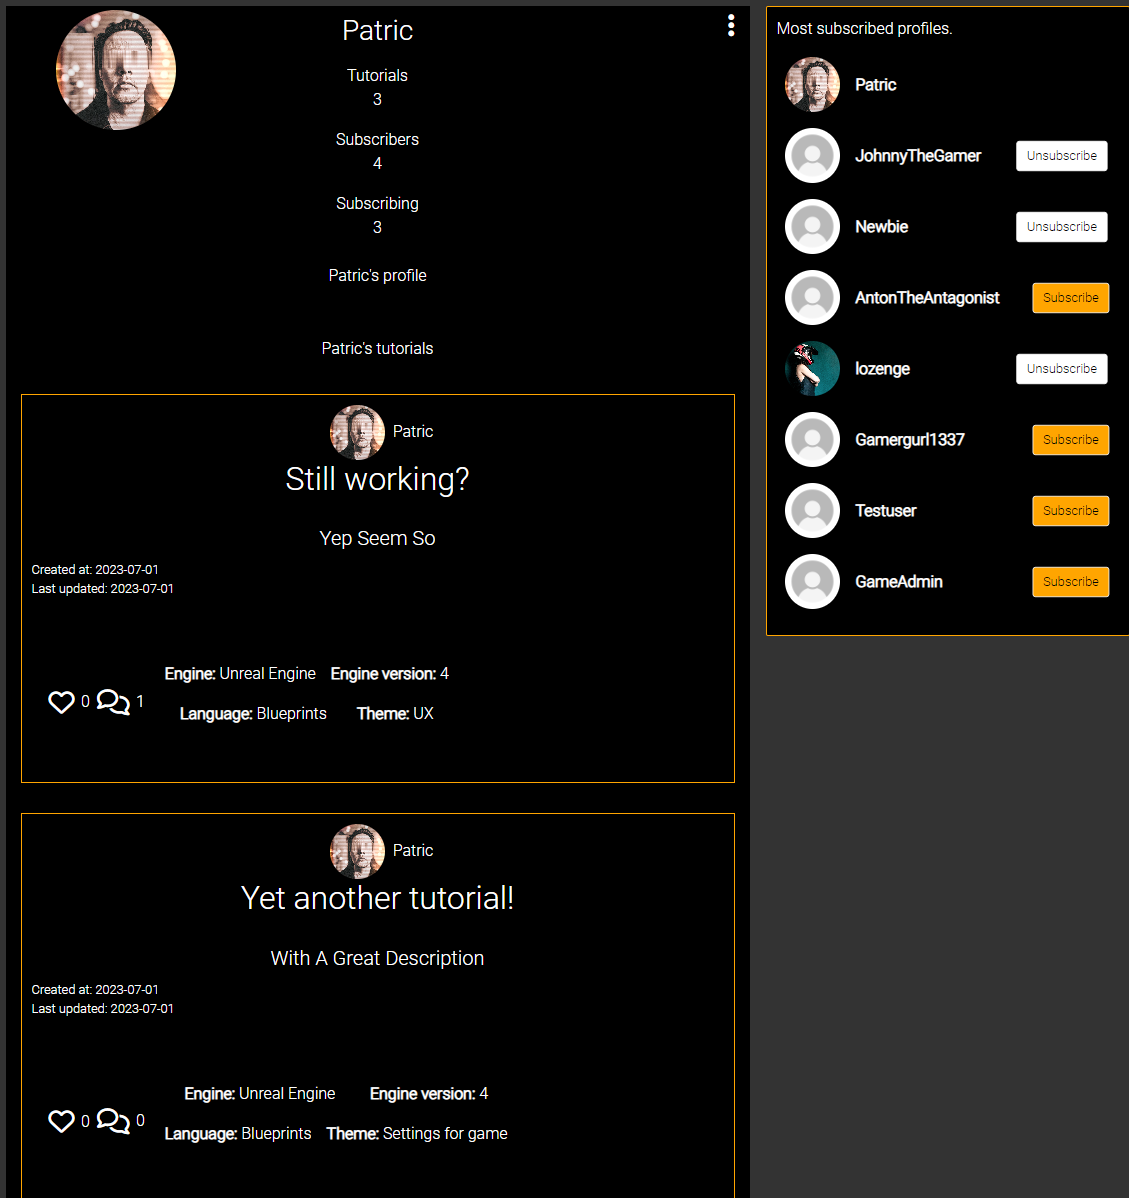 Patric
Tutorials
3
Subscribers
4
Subscribing
3
Patric's profile
Patric's tutorials
Patric
Still working?
Yep Seem So
Created at: 2023-07-01
Last updated: 2023-07-01
Engine: Unreal Engine Engine version: 4
0 1
Language: Blueprints Theme: UX
Patric
Yet another tutorial!
With A Great Description
Created at: 2023-07-01
Last updated: 2023-07-01
Engine: Unreal Engine Engine version: 4
0 0
Language: Blueprints Theme: Settings for game
Most subscribed profiles.
Patric
JohnnyTheGamer Unsubscribe
Newbie Unsubscribe
AntonTheAntagonist Subscribe
lozenge Unsubscribe
Gamergurl1337 Subscribe
Testuser Subscribe
GameAdmin Subscribe